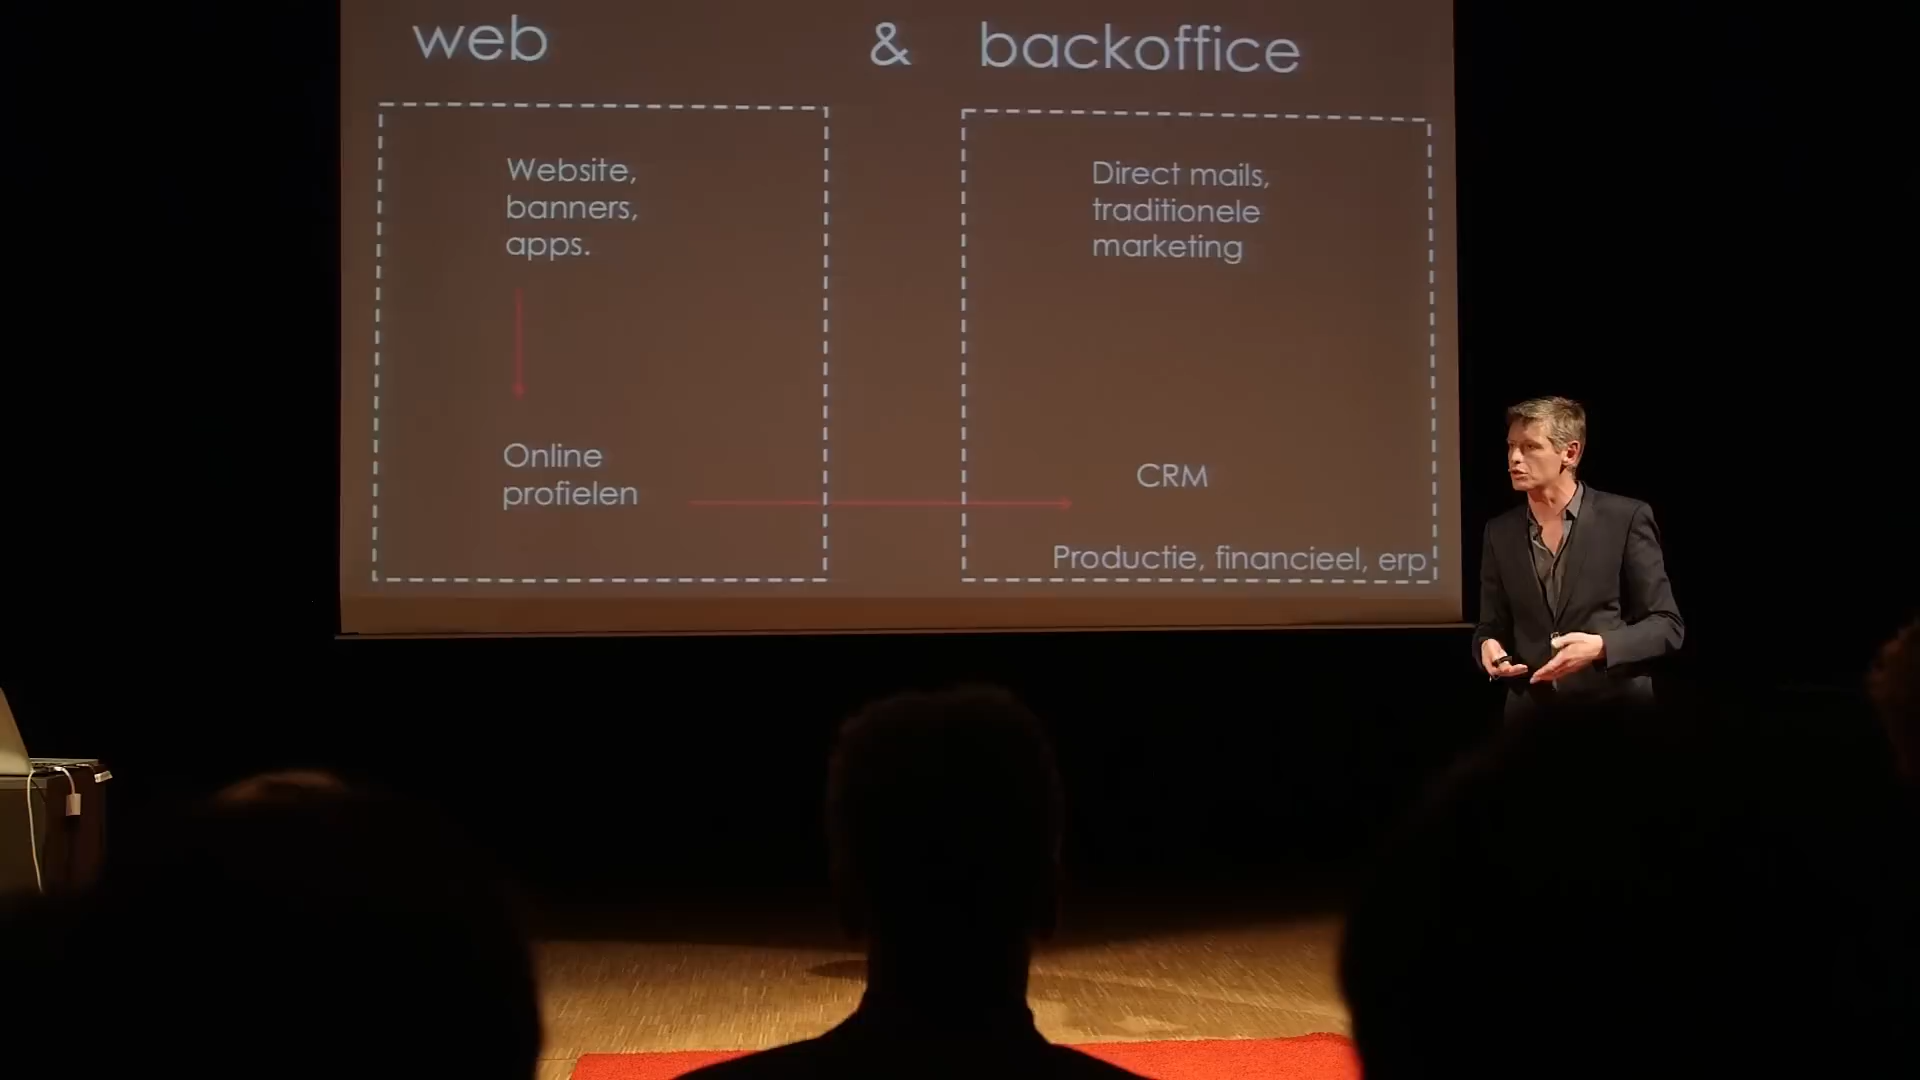 web & backoffice
Website,
banners,
apps.
Direct mails,
traditionele
marketing
Online
profielen
CRM
Productie, financieel, erp